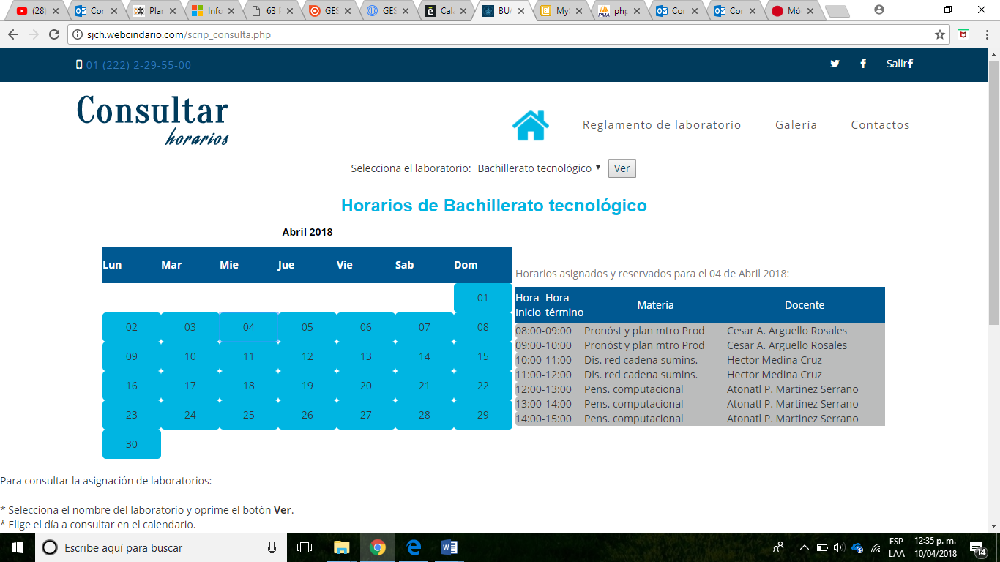 (28)
Cor
Plar
Info
63 F
GES
GES
Cal
BUA
My
php
Cor
Cor
Mó
sjch.webcindario.com/scrip_consulta.php
01 (222) 2-29-55-00
Salir
Consultar
horarios
Reglamento de laboratorio
Galería
Contactos
Selecciona el laboratorio: Bachillerato tecnológico Ver
Horarios de Bachillerato tecnológico
Abril 2018
Lun Mar Mie Jue Vie Sab Dom
01
02 03 04 05 06 07 08
09 10 11 12 13 14 15
16 17 18 19 20 21 22
23 24 25 26 27 28 29
30
Horarios asignados y reservados para el 04 de Abril 2018:
Hora Inicio Hora término Materia Docente
08:00-09:00 Pronóst y plan mtro Prod Cesar A. Arguello Rosales
09:00-10:00 Pronóst y plan mtro Prod Cesar A. Arguello Rosales
10:00-11:00 Dis. red cadena sumins. Hector Medina Cruz
11:00-12:00 Dis. red cadena sumins. Hector Medina Cruz
12:00-13:00 Pens. computacional Atonatl P. Martinez Serrano
13:00-14:00 Pens. computacional Atonatl P. Martinez Serrano
14:00-15:00 Pens. computacional Atonatl P. Martinez Serrano
Para consultar la asignación de laboratorios:
* Selecciona el nombre del laboratorio y oprime el botón Ver.
* Elige el día a consultar en el calendario.
Escribe aquí para buscar
ESP
LAA
12:35 p. m.
10/04/2018
14